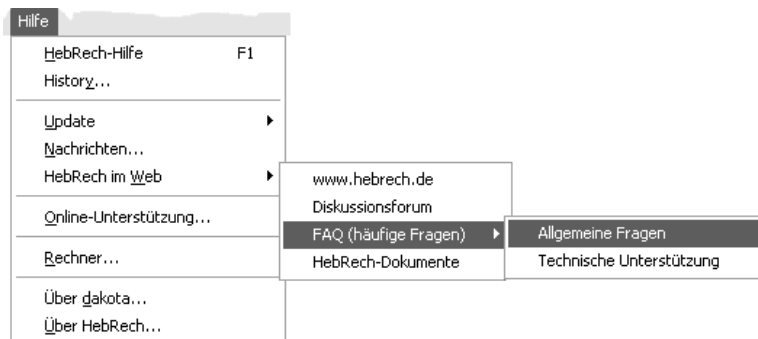 Hilfe
HebRech-Hilfe F1
History...
Update
Nachrichten...
HebRech im Web
Online-Unterstützung...
Rechner...
Über dakota...
Über HebRech...
www.hebrech.de
Diskussionsforum
FAQ (häufige Fragen)
HebRech-Dokumente
Allgemeine Fragen
Technische Unterstützung